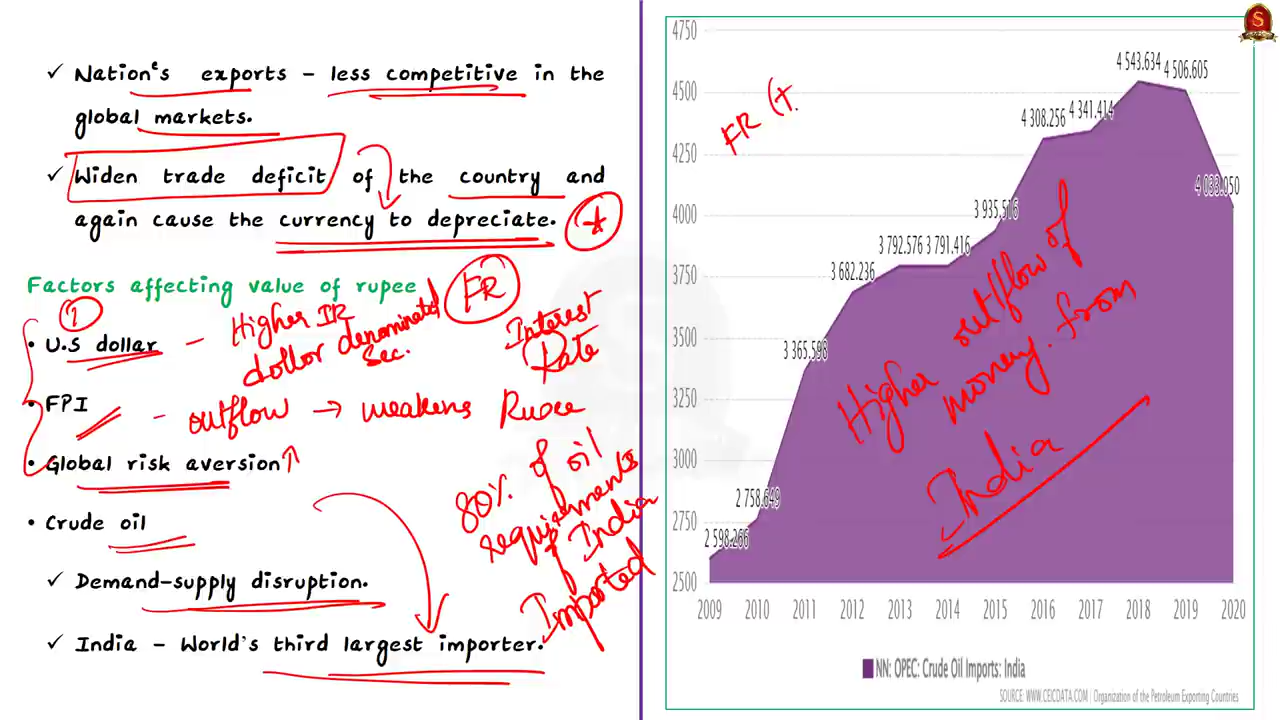 ✓ Nation's exports – less competitive in the
global markets.
✓ Widen trade deficit of the country and
again cause the currency to depreciate.
Factors affecting value of rupee
FR
• U.S dollar – Higher IR
dollar denominated
Sec.
Interest
Rate
• FPI – outflow → weakens Rupee
• Global risk aversion ↑
80% of oil
requirements
of India
Imported
• Crude oil
✓ Demand-supply disruption.
✓ India – World's third largest importer.
S
FR (+
4750
4500
4250
4000
3750
3500
3250
3000
2750
2500
2 598.266
2 758.649
3 365.598
3 682.236
3 792.576
3 791.416
3 935.516
4 308.256
4 341.414
4 543.634
4 506.605
4 033.050
Higher outflow of
money from
India
2009 2010 2011 2012 2013 2014 2015 2016 2017 2018 2019 2020
NN: OPEC: Crude Oil Imports: India
SOURCE: WWW.CEICDATA.COM | Organization of the Petroleum Exporting Countries